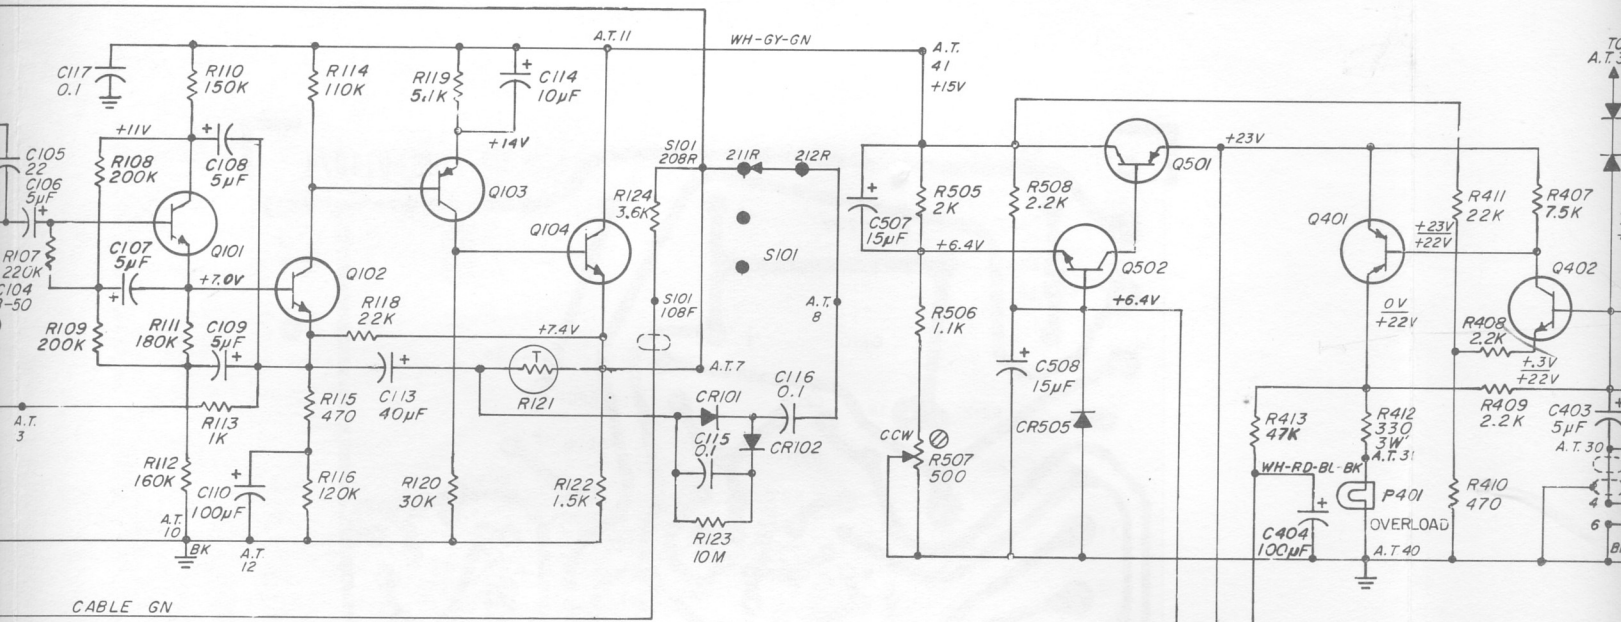 C117
0.1
R110
150K
R114
110K
R119
5.1K
C114
10µF
A.T. 11
WH-GY-GN
A.T.
41
+15V
+11V
+14V
C105
22
C106
5µF
R108
200K
C108
5µF
Q101
Q103
R107
220K
C104
C107
5µF
+7.0V
Q102
R109
200K
R111
180K
C109
5µF
R118
22K
+7.4V
Q104
R124
3.6K
S101
208R
211R
212R
S101
S101
108F
A.T.
8
A.T.
3
R113
1K
R115
470
C113
40µF
T
R121
A.T. 7
CR101
C116
0.1
C115
0.1
CR102
R123
10M
R112
160K
C110
100µF
R116
120K
R120
30K
R122
1.5K
A.T.
10
BK
A.T.
12
CABLE GN
C507
15µF
R505
2K
R508
2.2K
Q501
+23V
+6.4V
Q502
+6.4V
R506
1.1K
C508
15µF
CR505
CCW
R507
500
Q401
+23V
+22V
R411
22K
R407
7.5K
Q402
0V
+22V
R408
2.2K
+.3V
+22V
R409
2.2K
R413
47K
R412
330
3W
A.T. 31
WH-RD-BL-BK
P401
OVERLOAD
C404
100µF
A.T 40
R410
470
C403
5µF
A.T. 30
4
6
TO